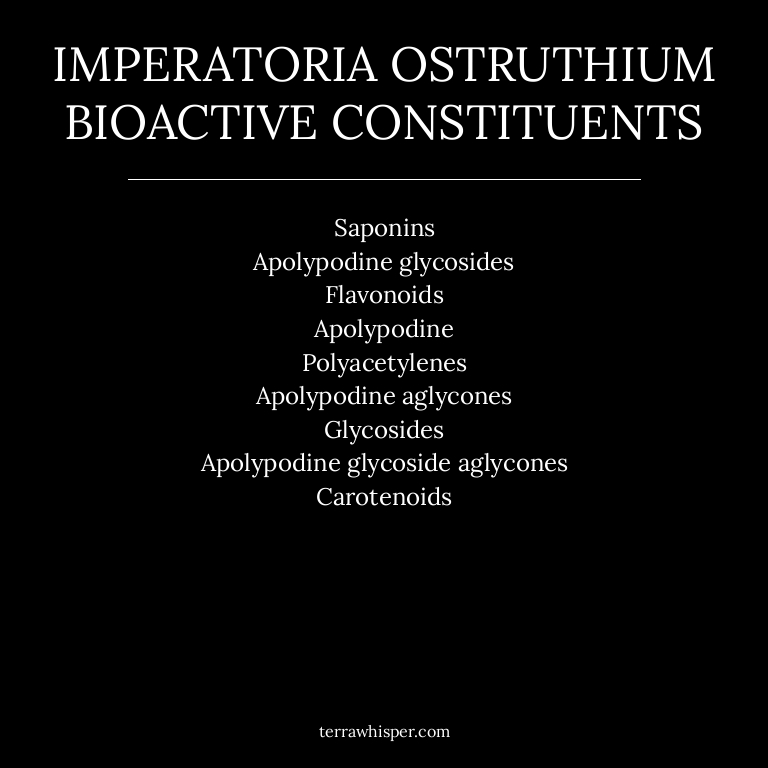 IMPERATORIA OSTRUTHIUM
BIOACTIVE CONSTITUENTS
Saponins
Apolypodine glycosides
Flavonoids
Apolypodine
Polyacetylenes
Apolypodine aglycones
Glycosides
Apolypodine glycoside aglycones
Carotenoids
terrawhisper.com